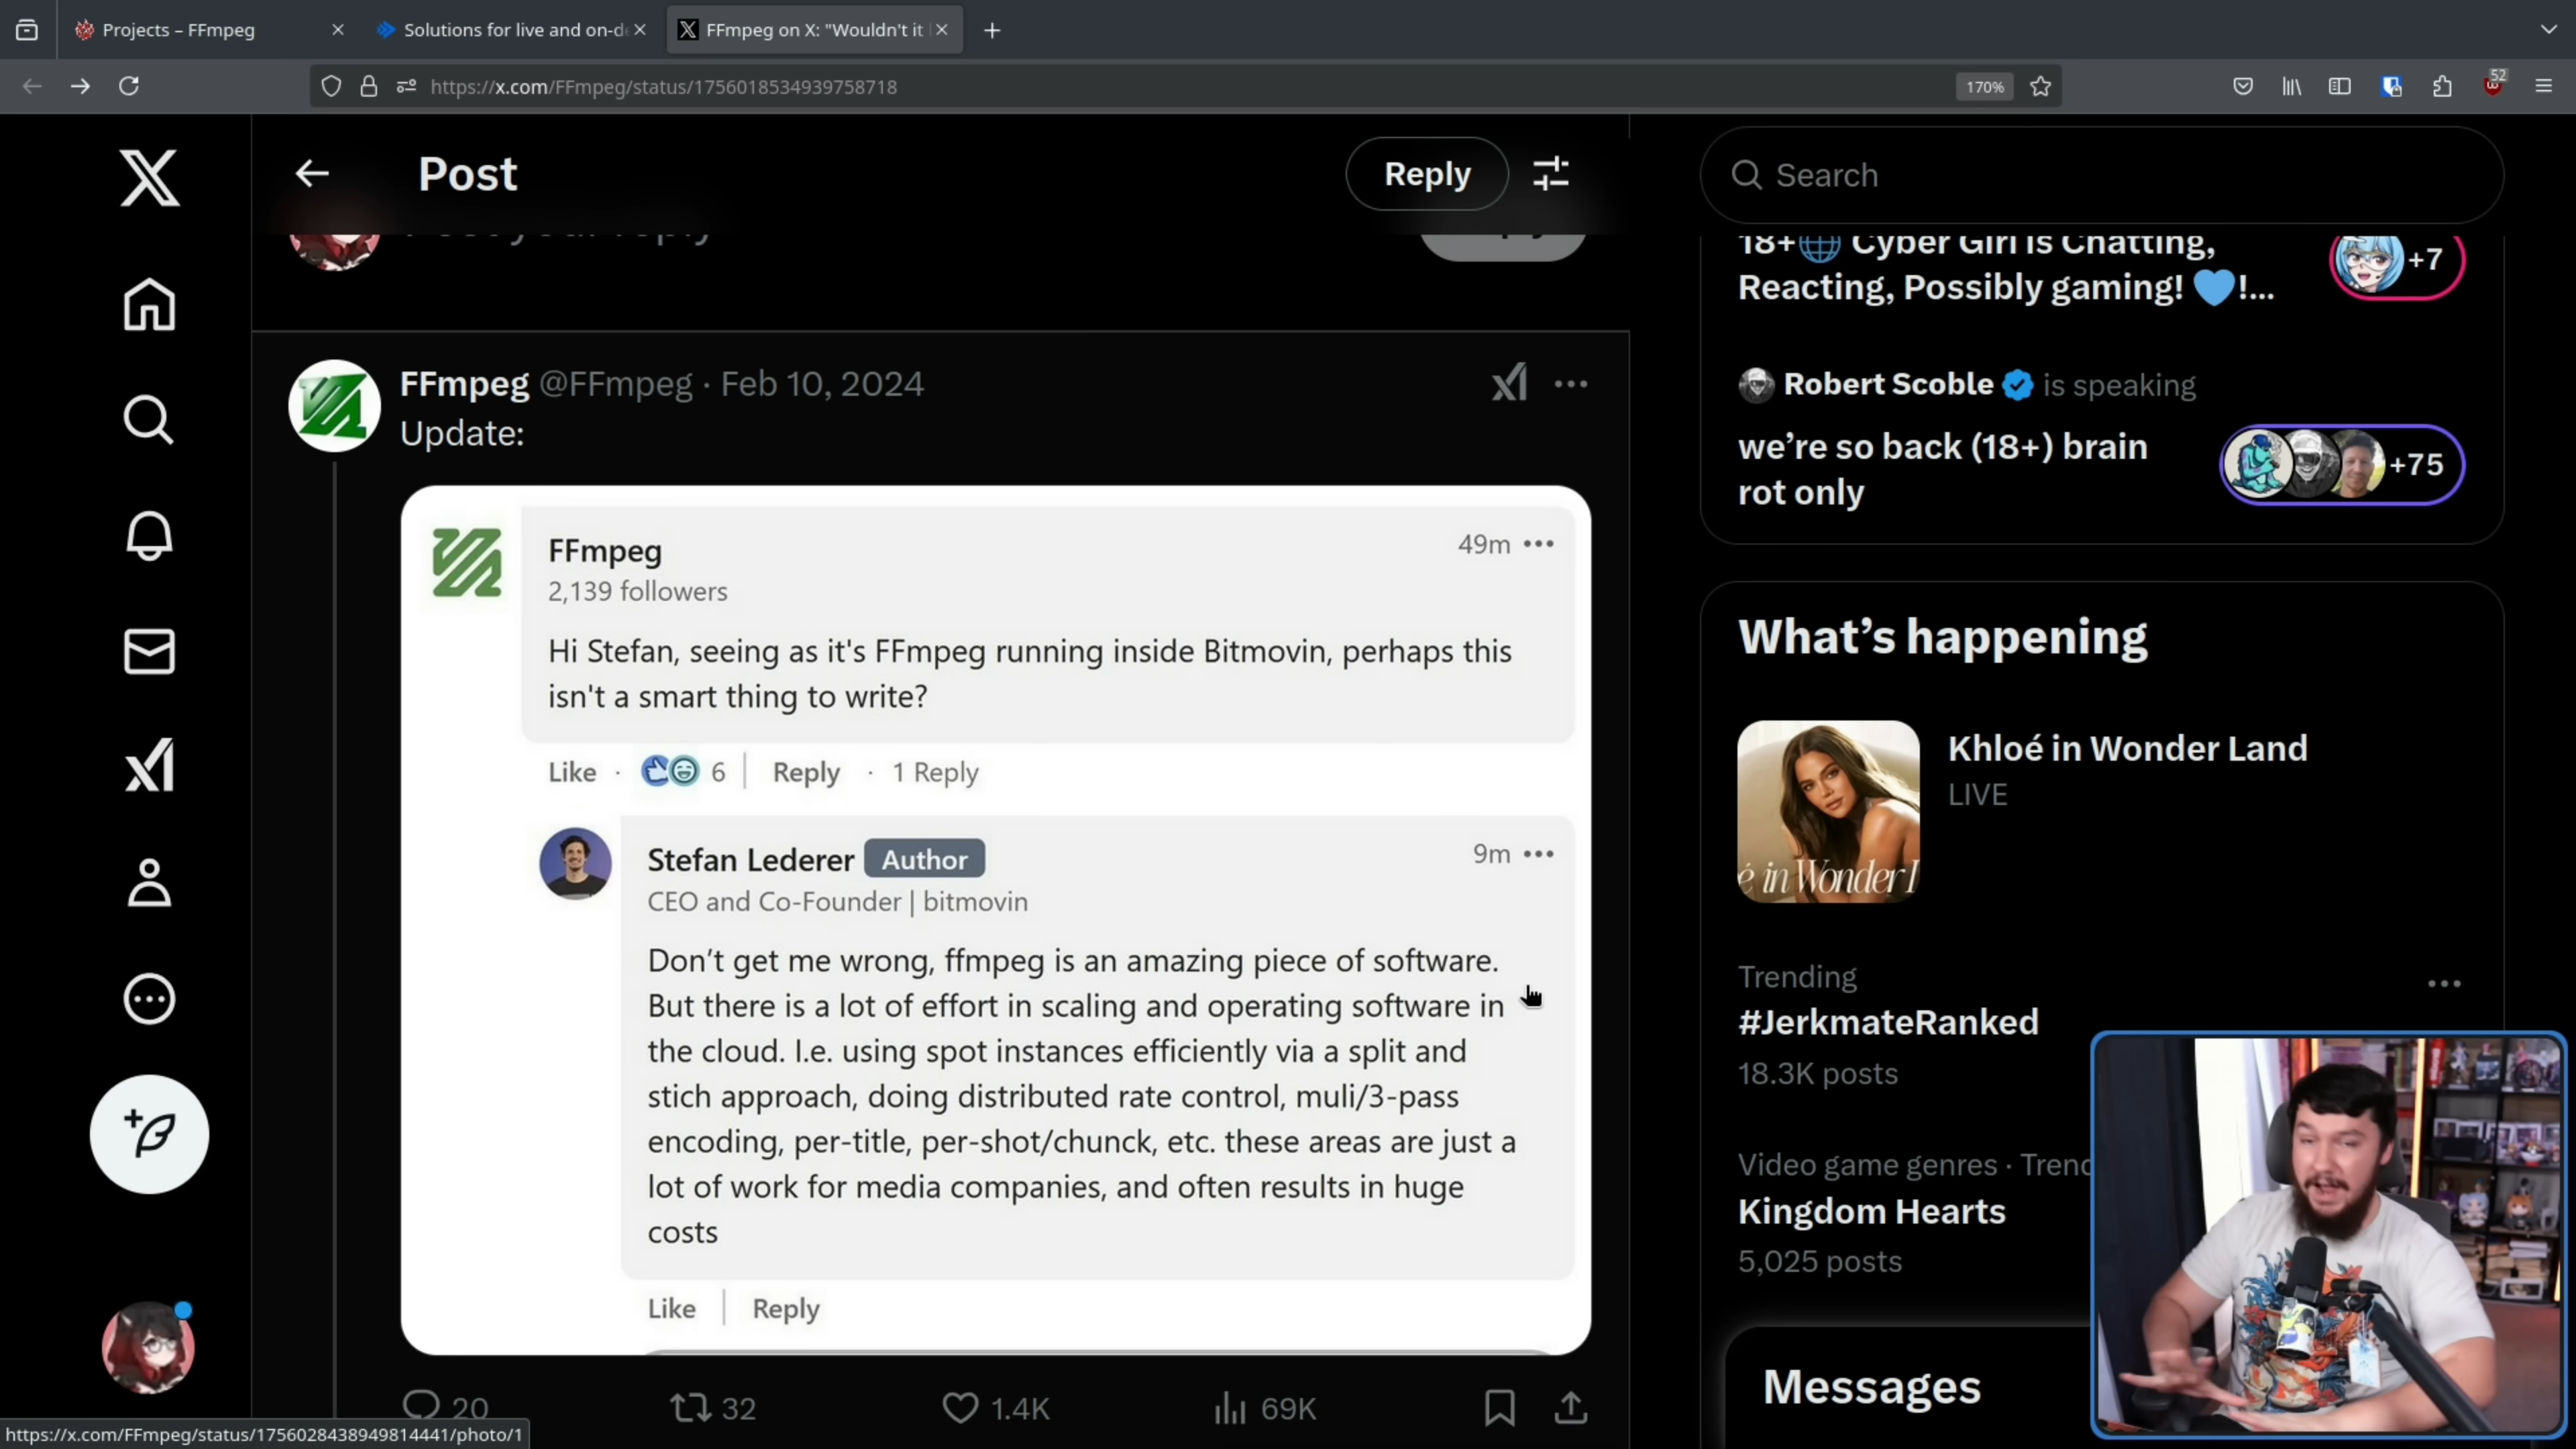 Projects – FFmpeg
Solutions for live and on-de
FFmpeg on X: "Wouldn't it
https://x.com/FFmpeg/status/1756018534939758718
170%
52
Post
Reply
Search
18+🌐 Cyber Girl is Chatting,
Reacting, Possibly gaming! 💙!...
+7
Robert Scoble is speaking
we're so back (18+) brain
rot only
+75
FFmpeg @FFmpeg · Feb 10, 2024
Update:
FFmpeg
49m
2,139 followers
Hi Stefan, seeing as it's FFmpeg running inside Bitmovin, perhaps this
isn't a smart thing to write?
Like · 6 | Reply · 1 Reply
Stefan Lederer Author
9m
CEO and Co-Founder | bitmovin
Don't get me wrong, ffmpeg is an amazing piece of software.
But there is a lot of effort in scaling and operating software in
the cloud. I.e. using spot instances efficiently via a split and
stich approach, doing distributed rate control, muli/3-pass
encoding, per-title, per-shot/chunck, etc. these areas are just a
lot of work for media companies, and often results in huge
costs
Like | Reply
20
32
1.4K
69K
What's happening
Khloé in Wonder Land
LIVE
é in Wonder l
Trending
#JerkmateRanked
18.3K posts
Video game genres · Trend
Kingdom Hearts
5,025 posts
Messages
https://x.com/FFmpeg/status/1756028438949814441/photo/1